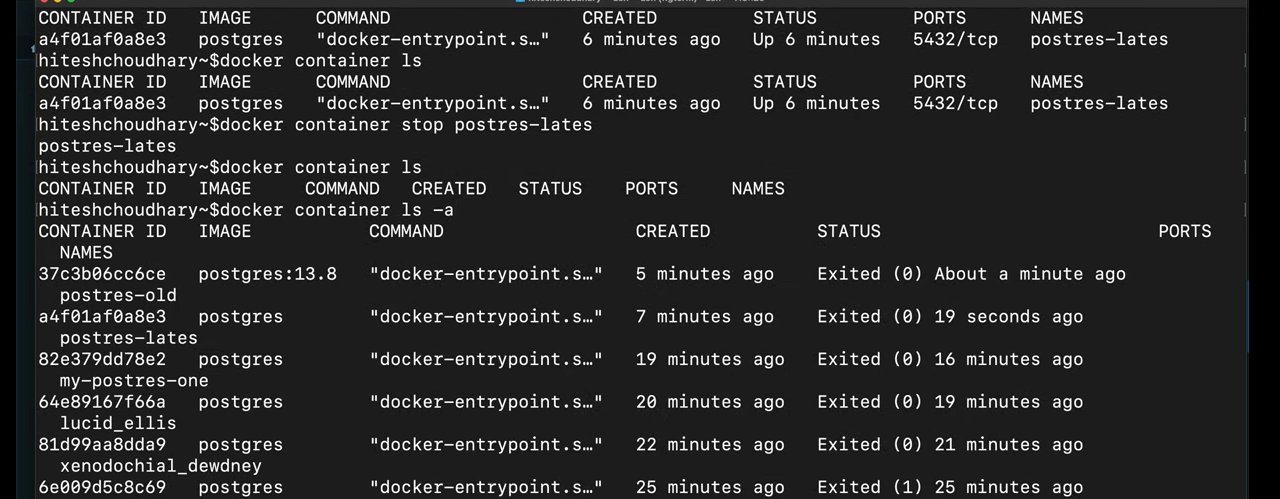 CONTAINER ID   IMAGE      COMMAND                  CREATED         STATUS         PORTS      NAMES
a4f01af0a8e3   postgres   "docker-entrypoint.s…"   6 minutes ago   Up 6 minutes   5432/tcp   postres-lates
hiteshchoudhary~$docker container ls
CONTAINER ID   IMAGE      COMMAND                  CREATED         STATUS         PORTS      NAMES
a4f01af0a8e3   postgres   "docker-entrypoint.s…"   6 minutes ago   Up 6 minutes   5432/tcp   postres-lates
hiteshchoudhary~$docker container stop postres-lates
postres-lates
hiteshchoudhary~$docker container ls
CONTAINER ID   IMAGE     COMMAND   CREATED   STATUS    PORTS     NAMES
hiteshchoudhary~$docker container ls -a
CONTAINER ID   IMAGE           COMMAND                  CREATED          STATUS                          PORTS
NAMES
37c3b06cc6ce   postgres:13.8   "docker-entrypoint.s…"   5 minutes ago    Exited (0) About a minute ago
postres-old
a4f01af0a8e3   postgres        "docker-entrypoint.s…"   7 minutes ago    Exited (0) 19 seconds ago
postres-lates
82e379dd78e2   postgres        "docker-entrypoint.s…"   19 minutes ago   Exited (0) 16 minutes ago
my-postres-one
64e89167f66a   postgres        "docker-entrypoint.s…"   20 minutes ago   Exited (0) 19 minutes ago
lucid_ellis
81d99aa8dda9   postgres        "docker-entrypoint.s…"   22 minutes ago   Exited (0) 21 minutes ago
xenodochial_dewdney
6e009d5c8c69   postgres        "docker-entrypoint.s…"   25 minutes ago   Exited (1) 25 minutes ago